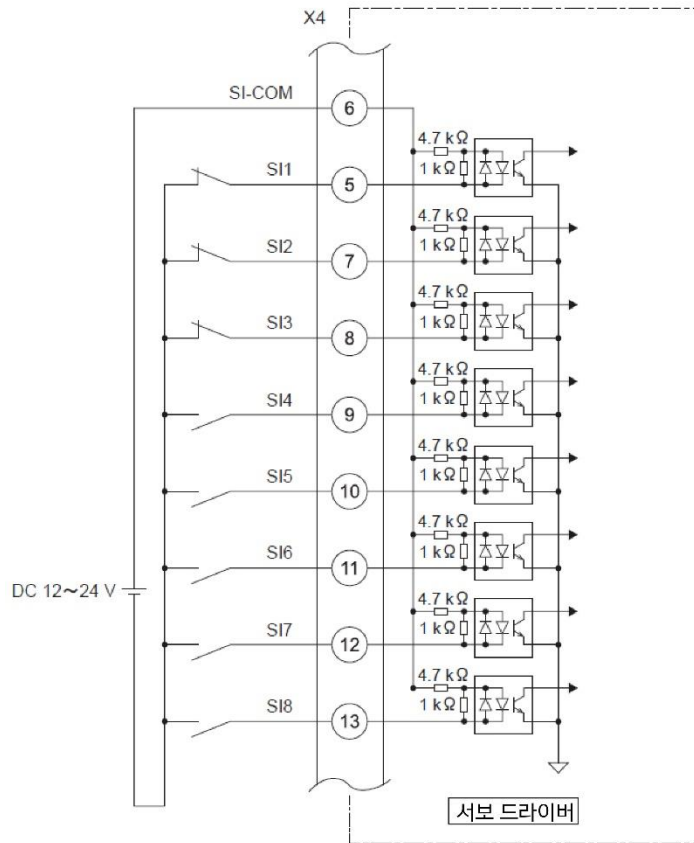 X4
SI-COM
6
4.7 kΩ
1 kΩ
SI1
5
4.7 kΩ
1 kΩ
SI2
7
4.7 kΩ
1 kΩ
SI3
8
4.7 kΩ
1 kΩ
SI4
9
4.7 kΩ
1 kΩ
SI5
10
4.7 kΩ
1 kΩ
SI6
11
DC 12～24 V
4.7 kΩ
1 kΩ
SI7
12
4.7 kΩ
1 kΩ
SI8
13
서보 드라이버